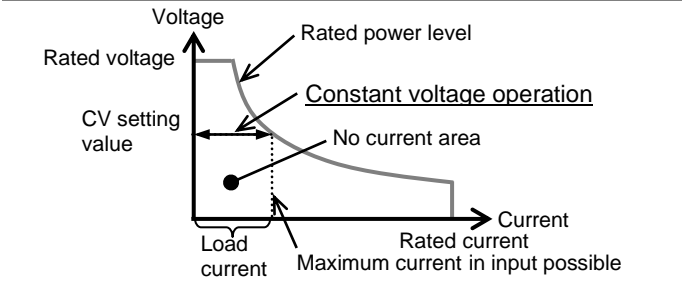 Voltage
Rated power level
Rated voltage
Constant voltage operation
CV setting
value
No current area
Current
Rated current
Load
current
Maximum current in input possible